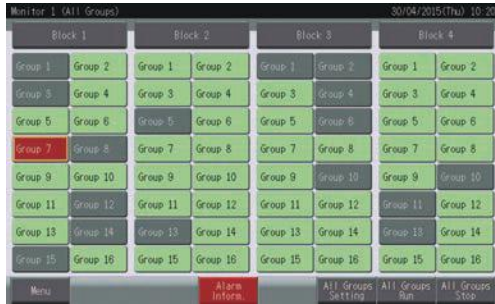 Monitor 1 (All Groups) 30/04/2015(Thu) 10:20
Block 1 Block 2 Block 3 Block 4
Group 1 Group 2 Group 1 Group 2 Group 1 Group 2 Group 1 Group 2
Group 3 Group 4 Group 3 Group 4 Group 3 Group 4 Group 3 Group 4
Group 5 Group 6 Group 5 Group 6 Group 5 Group 6 Group 5 Group 6
Group 7 Group 8 Group 7 Group 8 Group 7 Group 8 Group 7 Group 8
Group 9 Group 10 Group 9 Group 10 Group 9 Group 10 Group 9 Group 10
Group 11 Group 12 Group 11 Group 12 Group 11 Group 12 Group 11 Group 12
Group 13 Group 14 Group 13 Group 14 Group 13 Group 14 Group 13 Group 14
Group 15 Group 16 Group 15 Group 16 Group 15 Group 16 Group 15 Group 16
Menu Alarm All Groups All Groups All Groups
Inform. Setting Run Stop